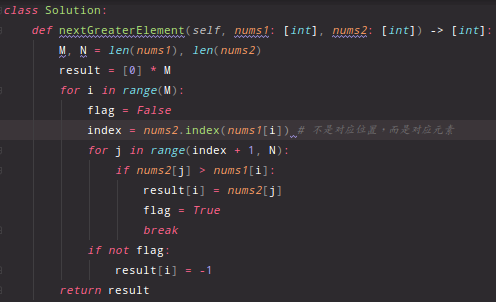 class Solution:
    def nextGreaterElement(self, nums1: [int], nums2: [int]) -> [int]:
        M, N = len(nums1), len(nums2)
        result = [0] * M
        for i in range(M):
            flag = False
            index = nums2.index(nums1[i]) # 不是对应位置，而是对应元素
            for j in range(index + 1, N):
                if nums2[j] > nums1[i]:
                    result[i] = nums2[j]
                    flag = True
                    break
            if not flag:
                result[i] = -1
        return result